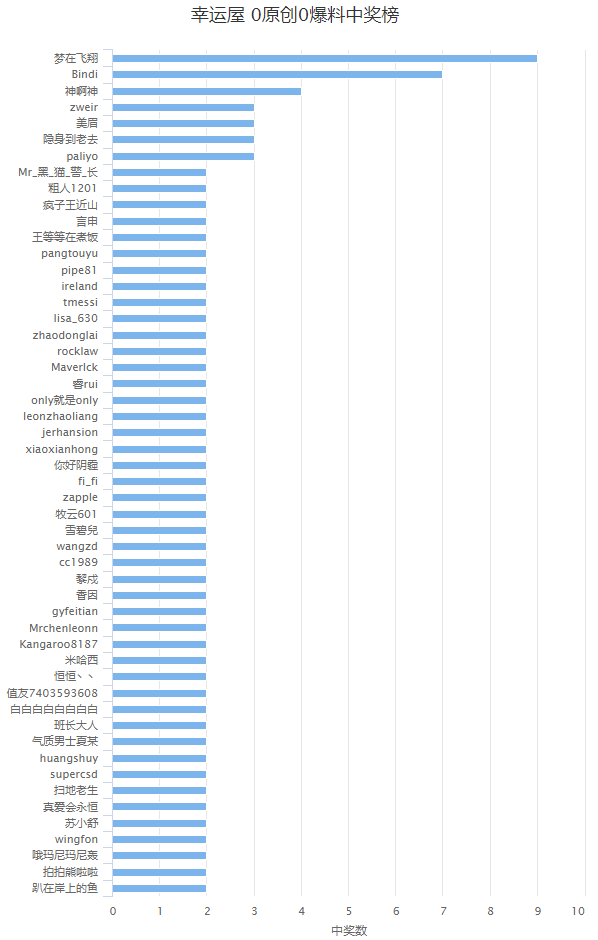 幸运屋 0原创0爆料中奖榜
梦在飞翔
Bindi
神啊神
zweir
美眉
隐身到老去
paliyo
Mr_黑_猫_警_长
粗人1201
疯子王近山
言申
王等等在煮饭
pangtouyu
pipe81
ireland
tmessi
lisa_630
zhaodonglai
rocklaw
Maverlck
睿rui
only就是only
leonzhaoliang
jerhansion
xiaoxianhong
你好阴霾
fi_fi
zapple
牧云601
雪碧兒
wangzd
cc1989
黎戍
香因
gyfeitian
Mrchenleonn
Kangaroo8187
米哈西
恒恒丶丶
值友7403593608
白白白白白白白白
班长大人
气质男士夏某
huangshuy
supercsd
扫地老生
真爱会永恒
苏小舒
wingfon
哦玛尼玛尼轰
拍拍熊啦啦
趴在岸上的鱼
0 1 2 3 4 5 6 7 8 9 10
中奖数